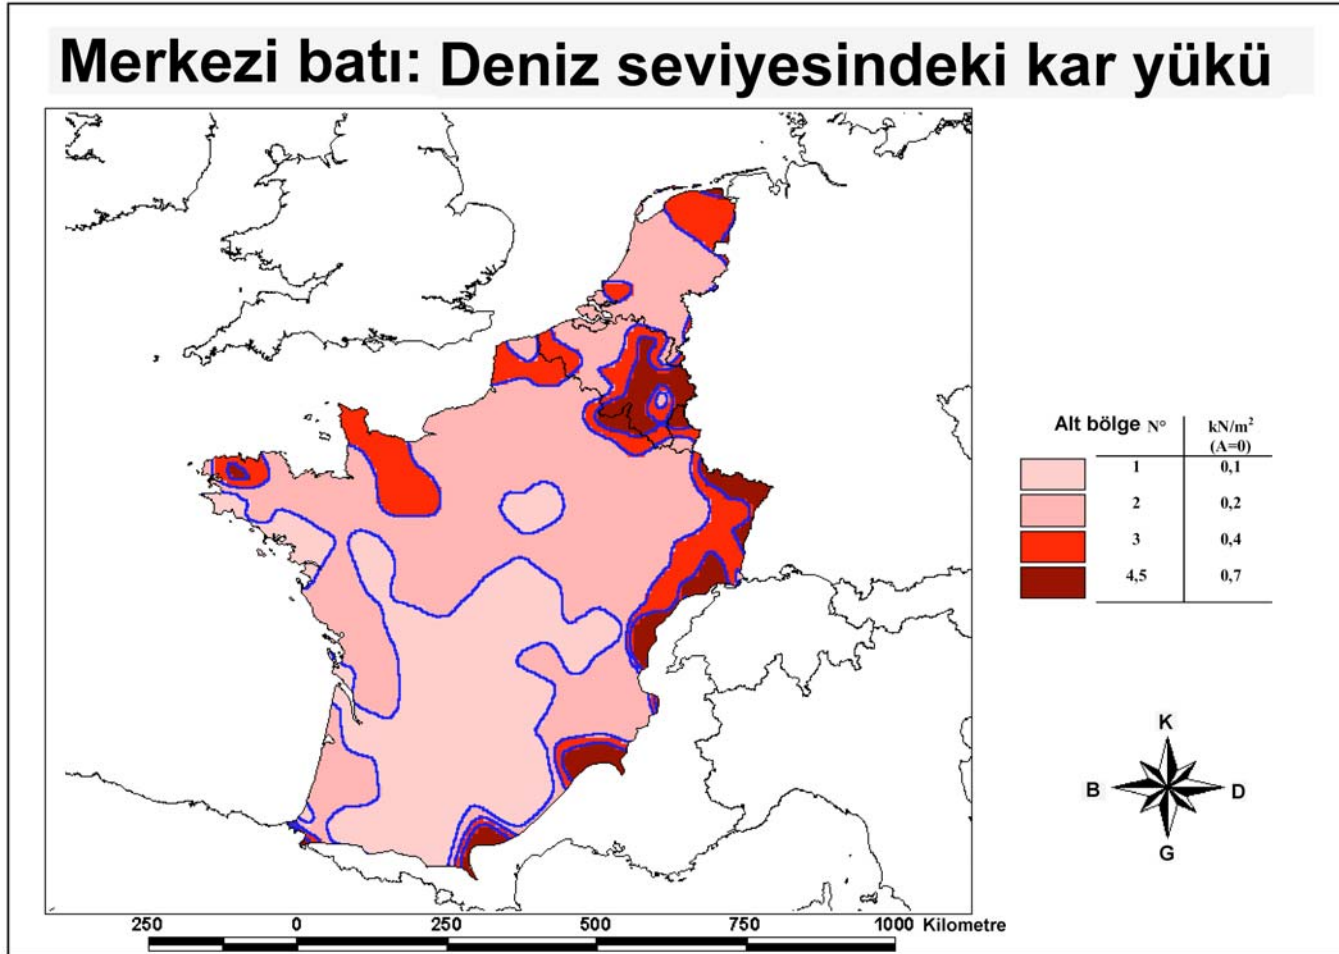 Merkezi batı: Deniz seviyesindeki kar yükü
Alt bölge N° kN/m² (A=0)
1 0,1
2 0,2
3 0,4
4,5 0,7
K
B D
G
250 0 250 500 750 1000 Kilometre